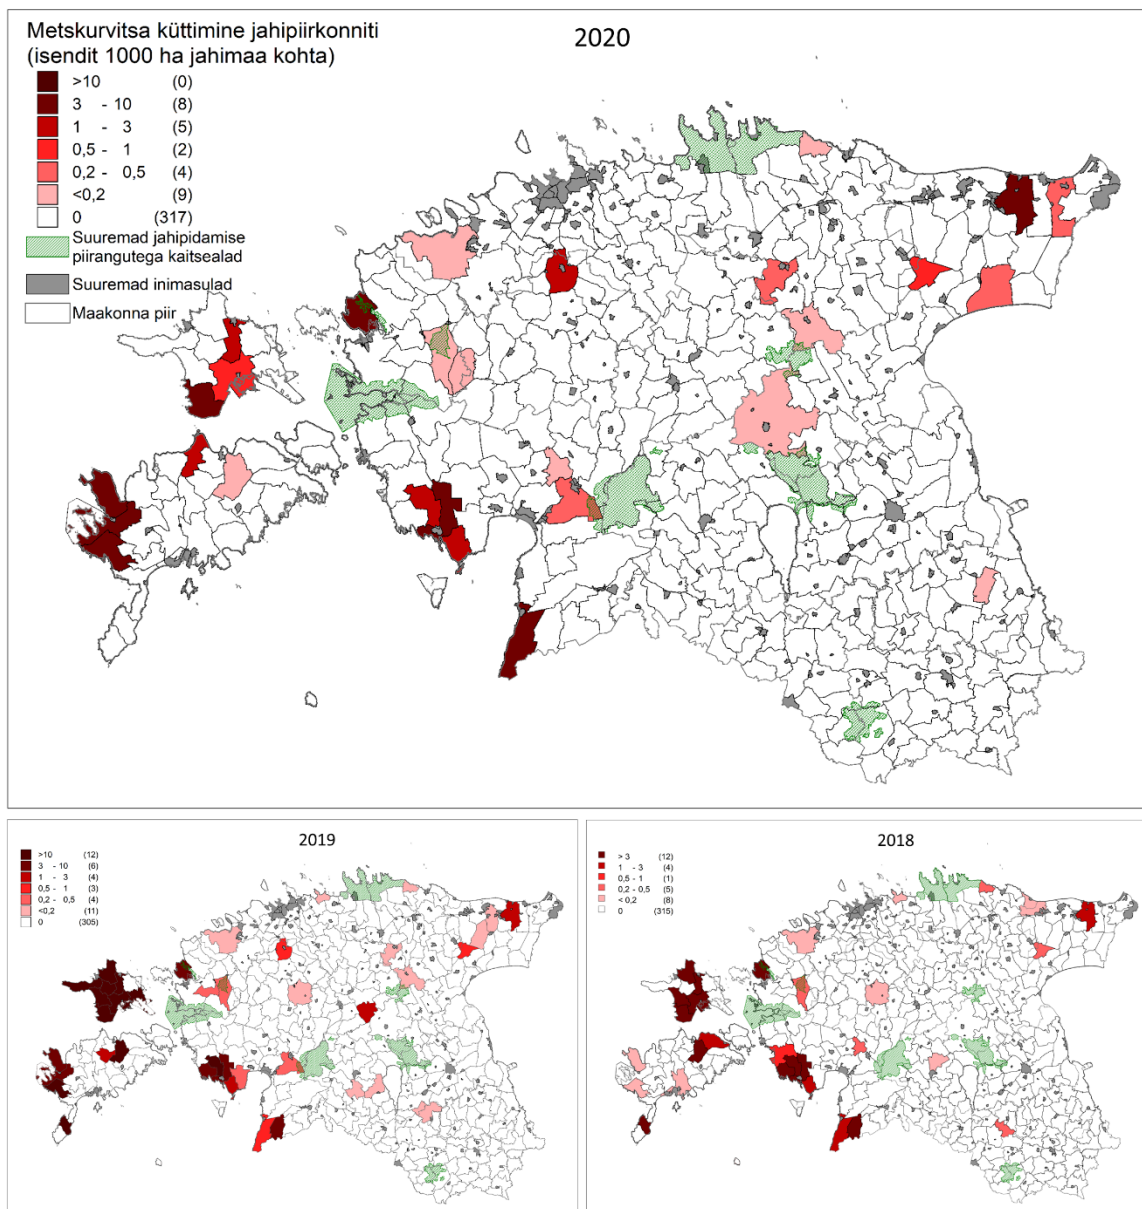 Metskurvitsa küttimine jahipiirkonniti
(isendit 1000 ha jahimaa kohta)
2020
>10 (0)
3 - 10 (8)
1 - 3 (5)
0,5 - 1 (2)
0,2 - 0,5 (4)
<0,2 (9)
0 (317)
Suuremad jahipidamise
piirangutega kaitsealad
Suuremad inimasulad
Maakonna piir
2019
>10 (12)
3 - 10 (6)
1 - 3 (4)
0,5 - 1 (3)
0,2 - 0,5 (4)
<0,2 (11)
0 (305)
2018
> 3 (12)
1 - 3 (4)
0,5 - 1 (1)
0,2 - 0,5 (5)
< 0,2 (8)
0 (315)